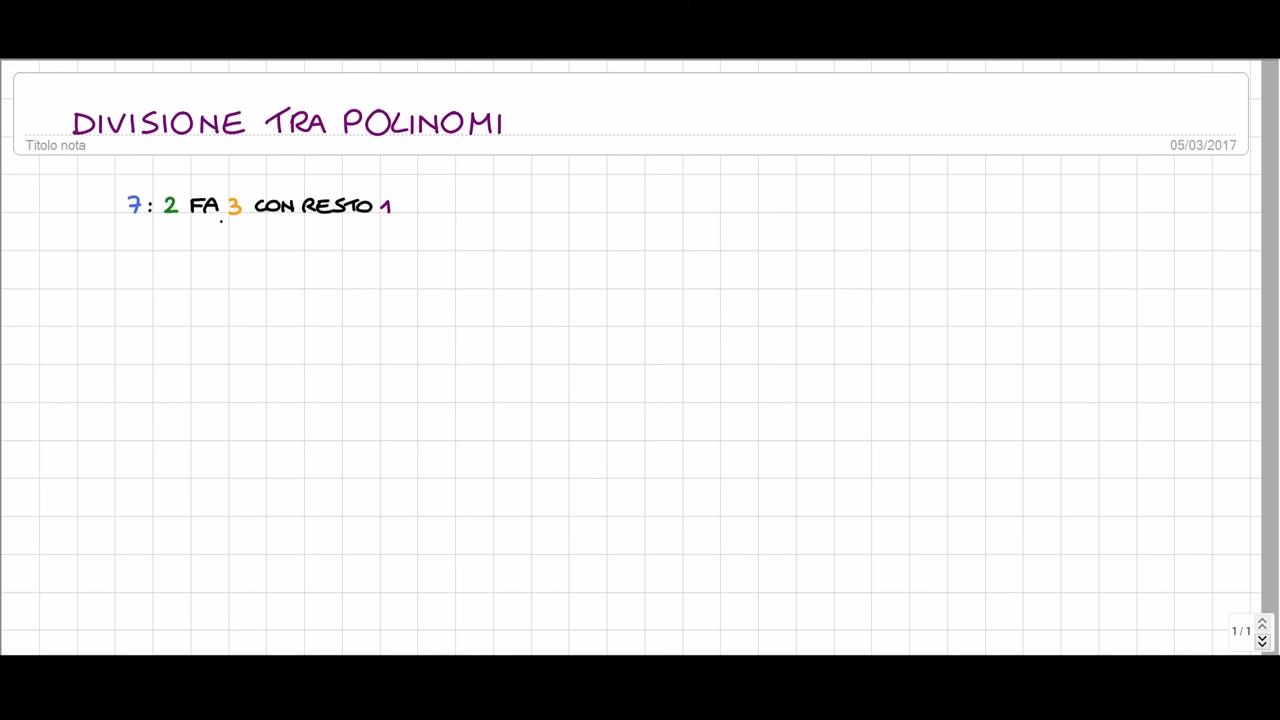 DIVISIONE TRA POLINOMI
Titolo nota
05/03/2017
7 : 2 FA 3 CON RESTO 1
1 / 1